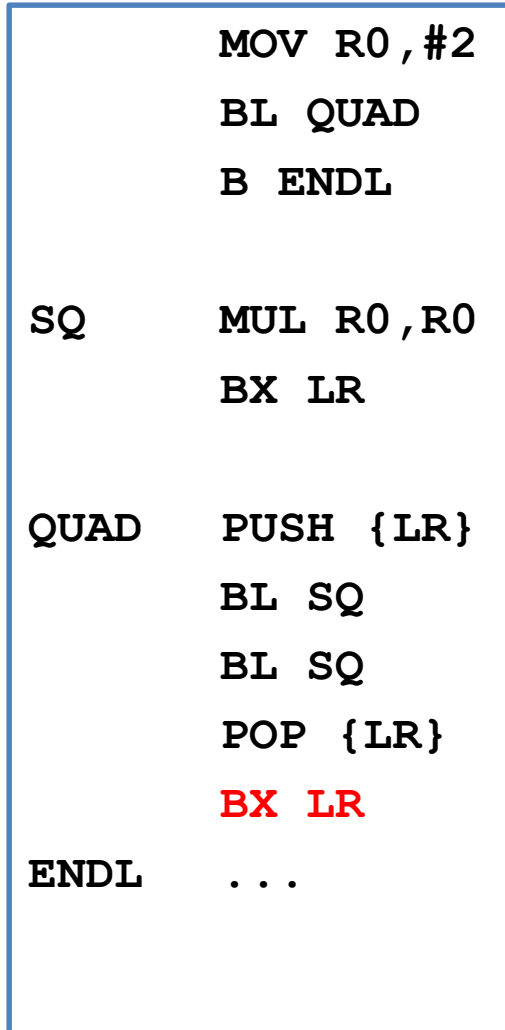 MOV R0,#2
BL QUAD
B ENDL
SQ MUL R0,R0
BX LR
QUAD PUSH {LR}
BL SQ
BL SQ
POP {LR}
BX LR
ENDL ...